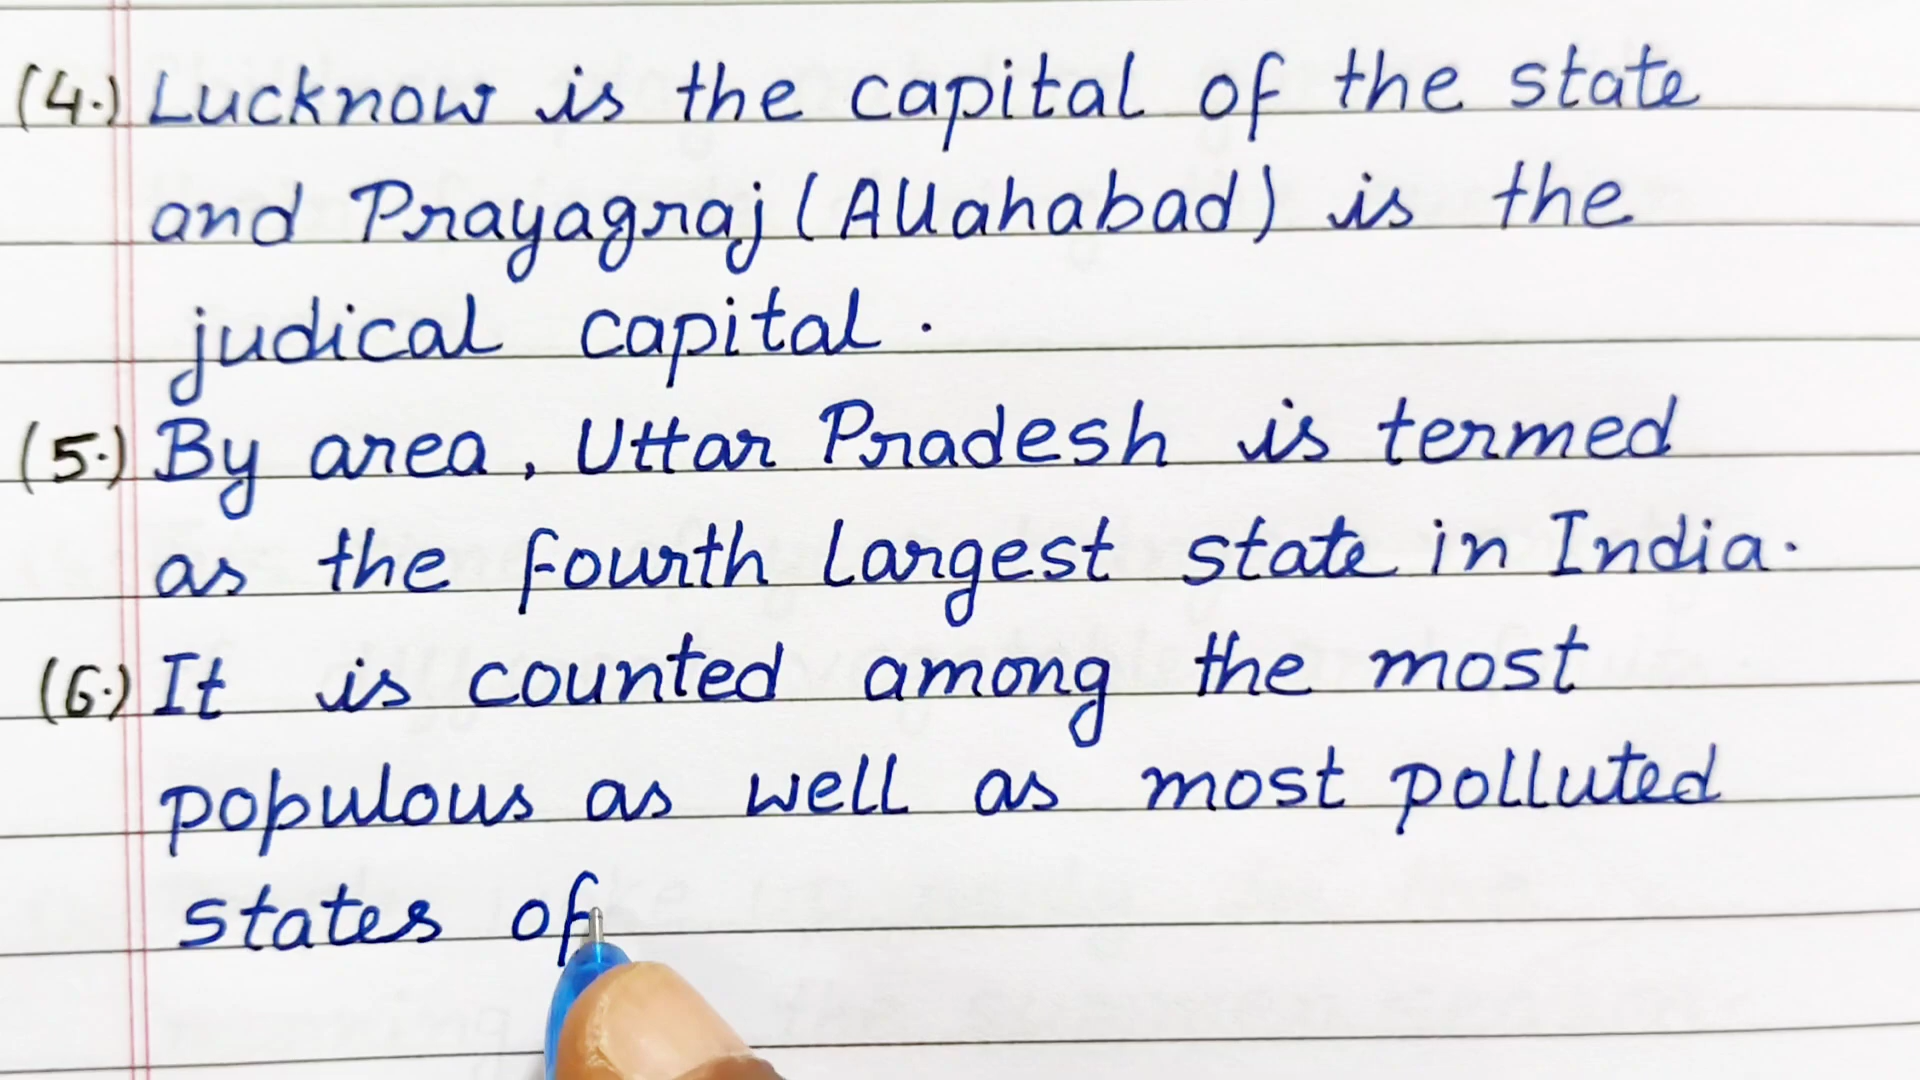 (4.) Lucknow is the capital of the state
and Prayagraj (Allahabad) is the
judical capital.
(5.) By area, Uttar Pradesh is termed
as the fourth largest state in India.
(6.) It is counted among the most
populous as well as most polluted
states of